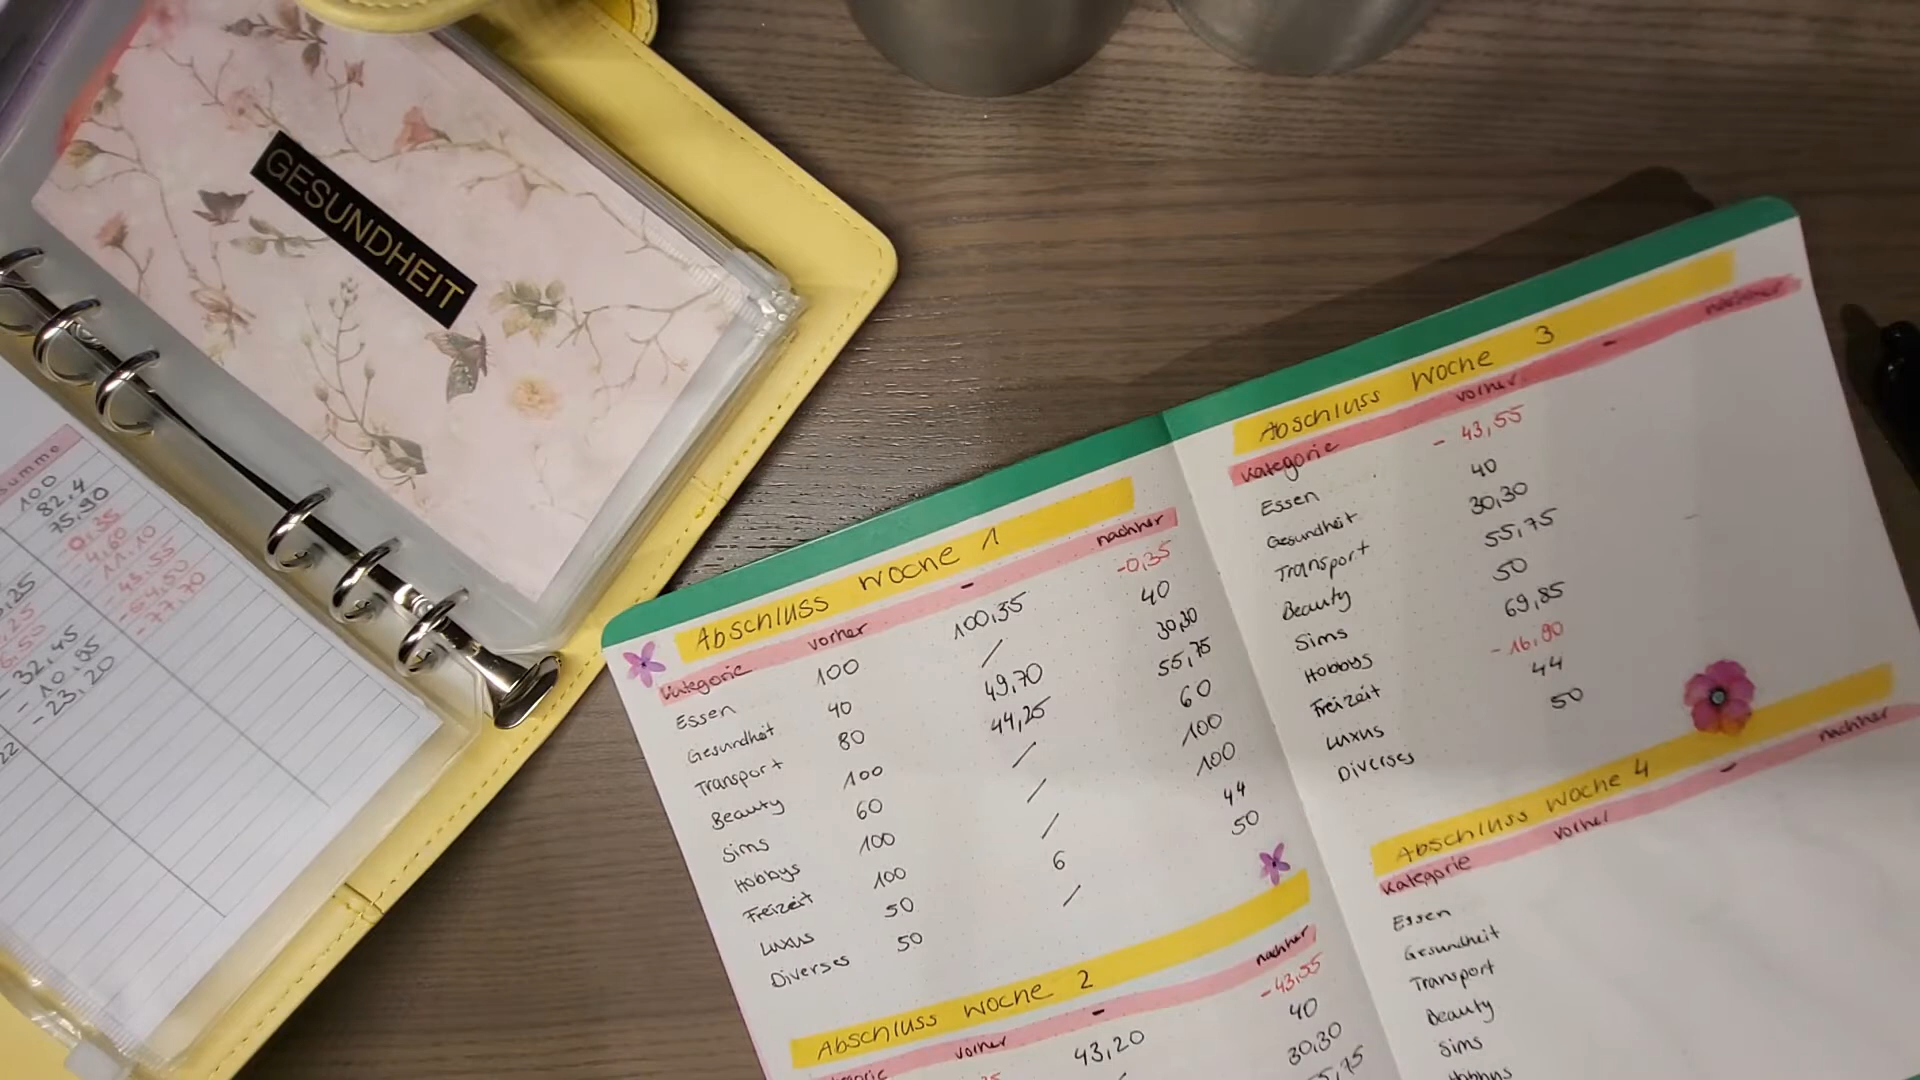 GESUNDHEIT
summe
100
82,4
75,90
-0,35
-4,60
-11,10
-43,55
-54,50
-77,70
- 32,45
- 10,95
- 23,20
Abschluss Woche 1
Kategorie vorher - nachher
Essen 100 100,35 -0,35
Gesundheit 40 / 40
Transport 80 49,70 30,30
Beauty 100 44,25 55,75
Sims 60 / 60
Hobbys 100 / 100
Freizeit 100 / 100
Luxus 50 6 44
Diverses 50 / 50
Abschluss Woche 2
vorher - nachher
43,20 -43,55
/ 40
30,30
Abschluss Woche 3
Kategorie vorher - nachher
Essen - 43,55
Gesundheit 40
Transport 30,30
Beauty 55,75
Sims 50
Hobbys 69,85
Freizeit - 16,90
Luxus 44
Diverses 50
Abschluss Woche 4
Kategorie vorher - nachher
Essen
Gesundheit
Transport
Beauty
Sims
Hobbys